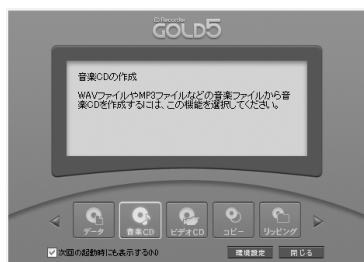 B's Recorder
GOLD5
音楽CDの作成
WAVファイルやMP3ファイルなどの音楽ファイルから音
楽CDを作成するには、この機能を選択してください。
データ 音楽CD ビデオCD コピー リッピング
次回の起動時にも表示する(N) 環境設定 閉じる